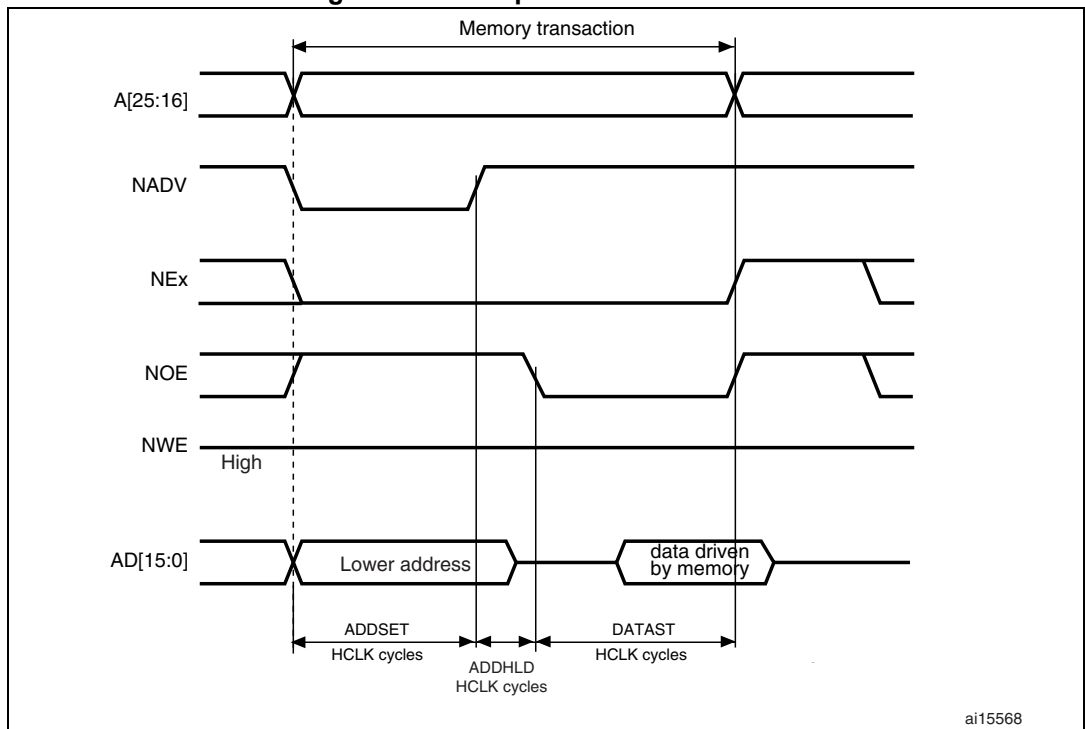 Memory transaction
A[25:16]
NADV
NEx
NOE
NWE
High
AD[15:0]
Lower address
data driven
by memory
ADDSET
HCLK cycles
DATAST
HCLK cycles
ADDHLD
HCLK cycles
ai15568